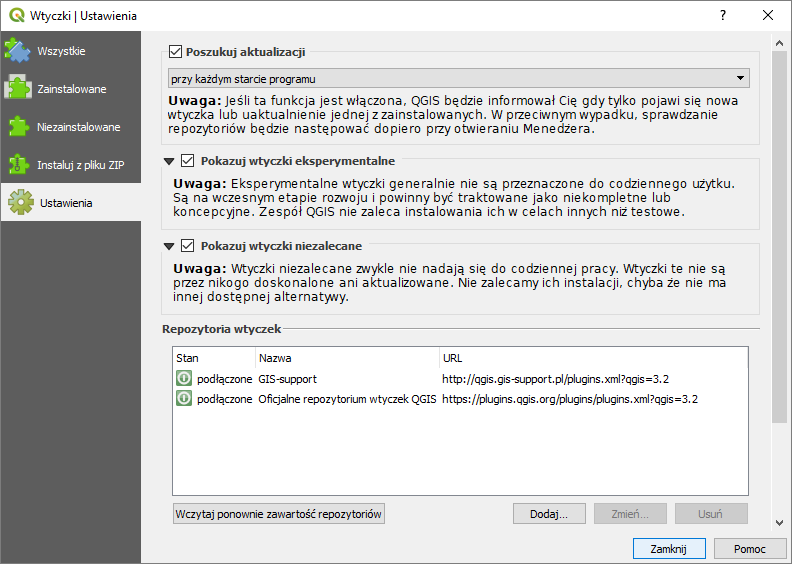 Wtyczki | Ustawienia
?
Wszystkie
Zainstalowane
Niezainstalowane
Instaluj z pliku ZIP
Ustawienia
Poszukuj aktualizacji
przy każdym starcie programu
Uwaga: Jeśli ta funkcja jest włączona, QGIS będzie informował Cię gdy tylko pojawi się nowa
wtyczka lub uaktualnienie jednej z zainstalowanych. W przeciwnym wypadku, sprawdzanie
repozytoriów będzie następować dopiero przy otwieraniu Menedżera.
Pokazuj wtyczki eksperymentalne
Uwaga: Eksperymentalne wtyczki generalnie nie są przeznaczone do codziennego użytku.
Są na wczesnym etapie rozwoju i powinny być traktowane jako niekompletne lub
koncepcyjne. Zespół QGIS nie zaleca instalowania ich w celach innych niż testowe.
Pokazuj wtyczki niezalecane
Uwaga: Wtyczki niezalecane zwykle nie nadają się do codziennej pracy. Wtyczki te nie są
przez nikogo doskonalone ani aktualizowane. Nie zalecamy ich instalacji, chyba że nie ma
innej dostępnej alternatywy.
Repozytoria wtyczek
Stan Nazwa URL
podłączone GIS-support http://qgis.gis-support.pl/plugins.xml?qgis=3.2
podłączone Oficjalne repozytorium wtyczek QGIS https://plugins.qgis.org/plugins/plugins.xml?qgis=3.2
Wczytaj ponownie zawartość repozytoriów Dodaj... Zmień... Usuń
Zamknij Pomoc